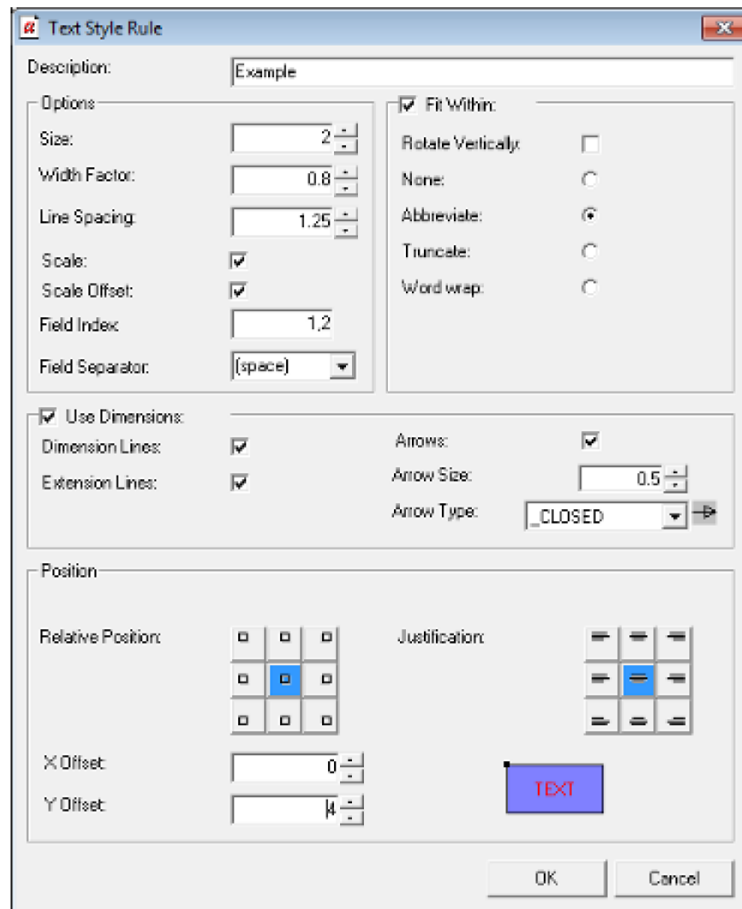 Text Style Rule
Description: Example
Options
Size: 2
Width Factor: 0.8
Line Spacing: 1.25
Scale:
Scale Offset:
Field Index: 1,2
Field Separator: (space)
Fit Within:
Rotate Vertically:
None:
Abbreviate:
Truncate:
Word wrap:
Use Dimensions:
Dimension Lines:
Extension Lines:
Arrows:
Arrow Size: 0.5
Arrow Type: _CLOSED
Position
Relative Position:
Justification:
X Offset: 0
Y Offset: 4
TEXT
OK
Cancel